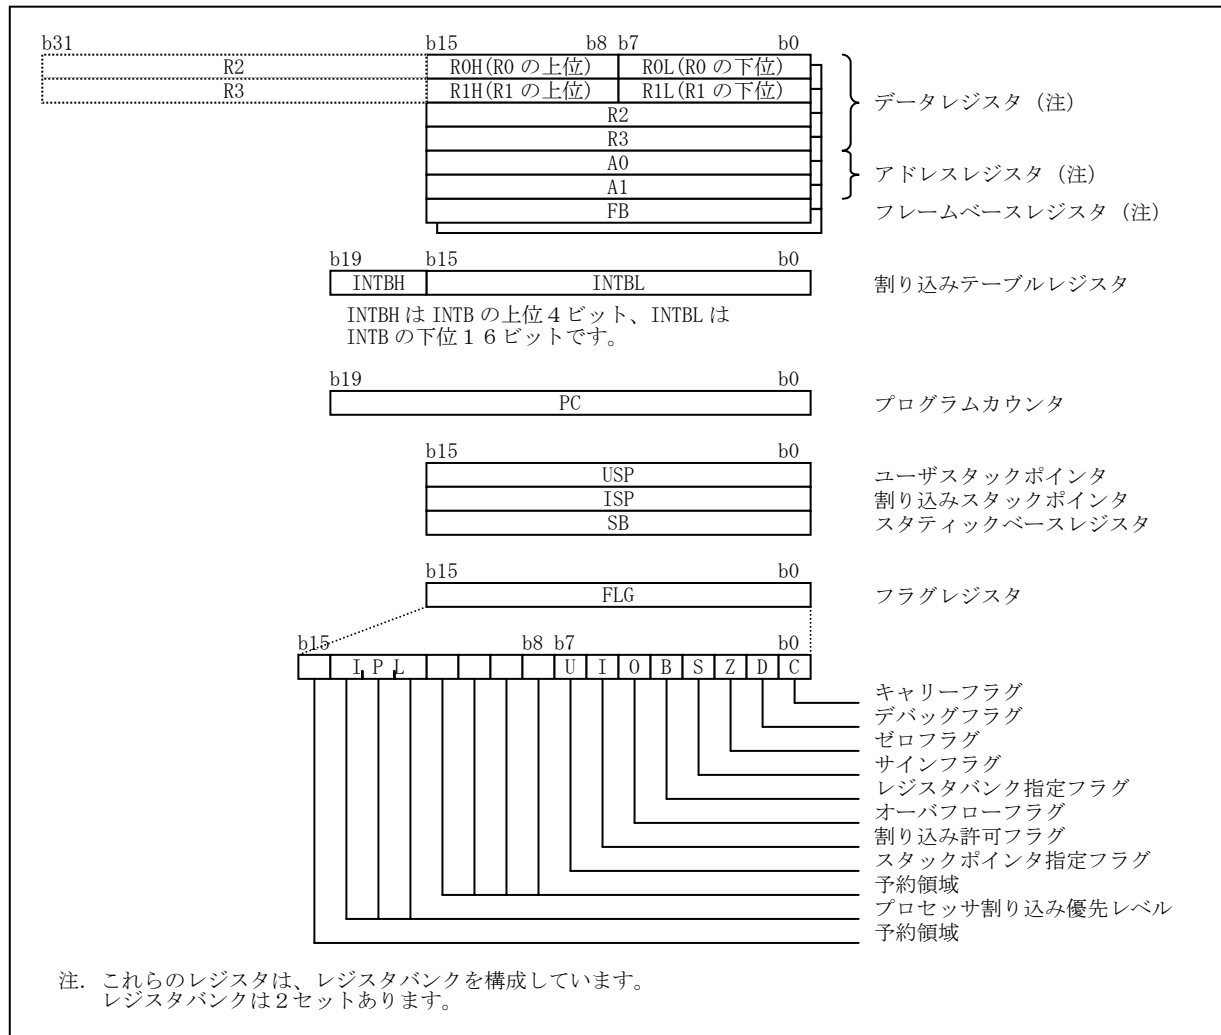 b31 b15 b8 b7 b0
R2 R0H(R0 の上位) R0L(R0 の下位)
R3 R1H(R1 の上位) R1L(R1 の下位)
データレジスタ (注)
R2
R3
A0
アドレスレジスタ (注)
A1
FB フレームベースレジスタ (注)
b19 b15 b0
INTBH INTBL 割り込みテーブルレジスタ
INTBH は INTB の上位４ビット、INTBL は
INTB の下位１６ビットです。
b19 b0
PC プログラムカウンタ
b15 b0
USP ユーザスタックポインタ
ISP 割り込みスタックポインタ
SB スタティックベースレジスタ
b15 b0
FLG フラグレジスタ
b15 b8 b7 b0
I P L U I O B S Z D C
キャリーフラグ
デバッグフラグ
ゼロフラグ
サインフラグ
レジスタバンク指定フラグ
オーバフローフラグ
割り込み許可フラグ
スタックポインタ指定フラグ
予約領域
プロセッサ割り込み優先レベル
予約領域
注. これらのレジスタは、レジスタバンクを構成しています。
レジスタバンクは２セットあります。